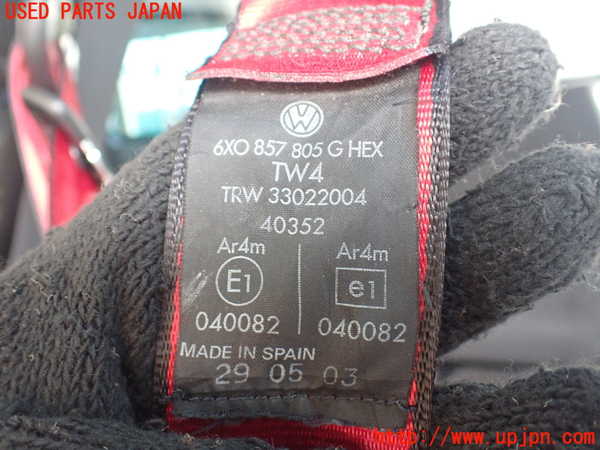 USED PARTS JAPAN
VW
6X0 857 805 G HEX
TW4
TRW 33022004
40352
Ar4m Ar4m
E1 e1
040082 040082
MADE IN SPAIN
29 05 03
http://www.upjpn.com/